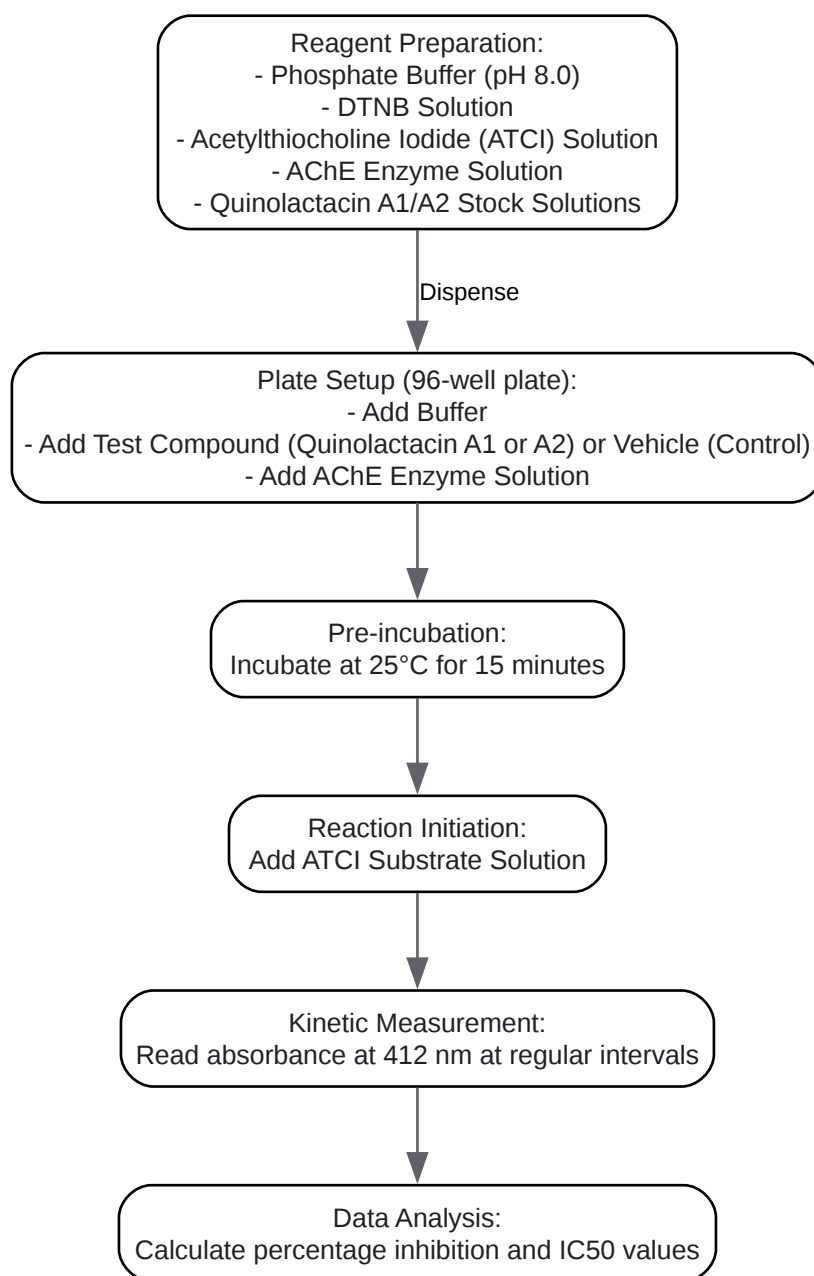 Reagent Preparation:
- Phosphate Buffer (pH 8.0)
- DTNB Solution
- Acetylthiocholine Iodide (ATCI) Solution
- AChE Enzyme Solution
- Quinolactacin A1/A2 Stock Solutions
Dispense
Plate Setup (96-well plate):
- Add Buffer
- Add Test Compound (Quinolactacin A1 or A2) or Vehicle (Control)
- Add AChE Enzyme Solution
Pre-incubation:
Incubate at 25°C for 15 minutes
Reaction Initiation:
Add ATCI Substrate Solution
Kinetic Measurement:
Read absorbance at 412 nm at regular intervals
Data Analysis:
Calculate percentage inhibition and IC50 values